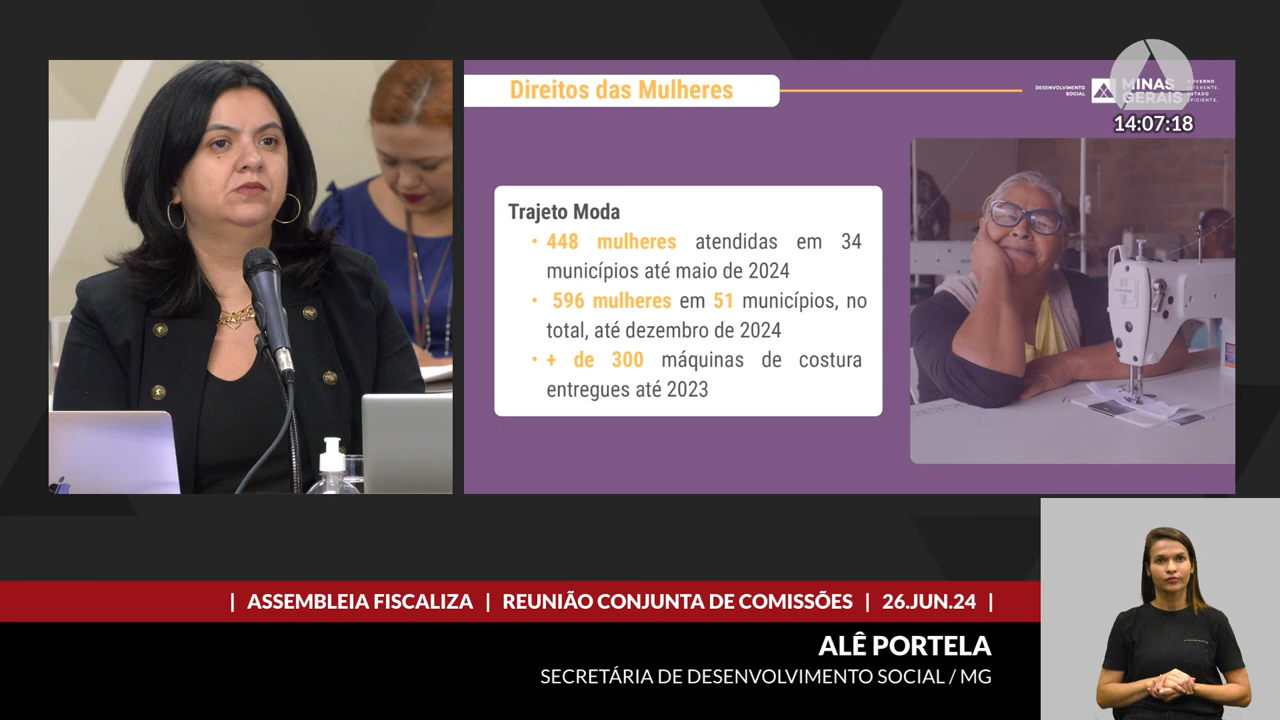 Direitos das Mulheres
DESENVOLVIMENTO
SOCIAL
MINAS
GERAIS
14:07:18
Trajeto Moda
• 448 mulheres atendidas em 34
municípios até maio de 2024
• 596 mulheres em 51 municípios, no
total, até dezembro de 2024
• + de 300 máquinas de costura
entregues até 2023
| ASSEMBLEIA FISCALIZA | REUNIÃO CONJUNTA DE COMISSÕES | 26.JUN.24 |
ALÊ PORTELA
SECRETÁRIA DE DESENVOLVIMENTO SOCIAL / MG